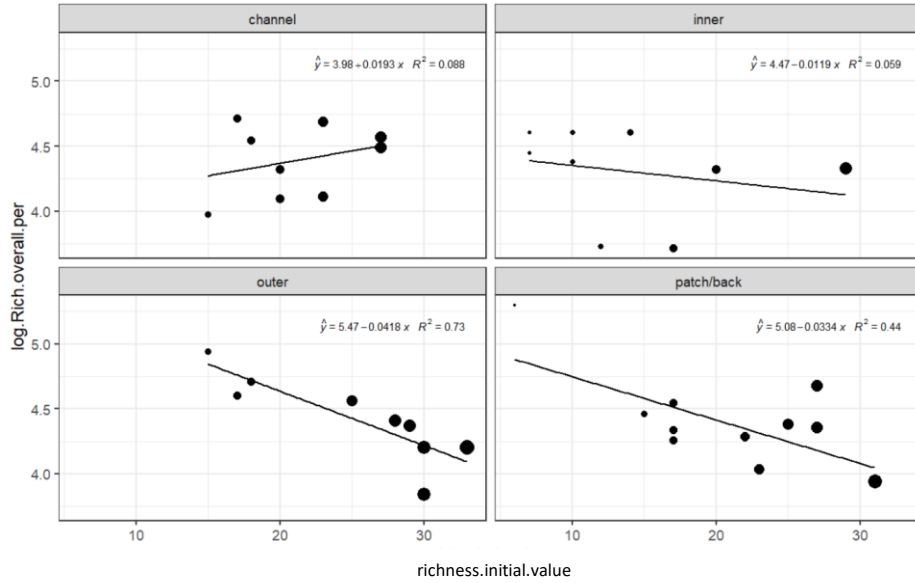 channel
inner
ŷ = 3.98+0.0193 x R² = 0.088
ŷ = 4.47−0.0119 x R² = 0.059
5.0
4.5
4.0
outer
patch/back
ŷ = 5.47−0.0418 x R² = 0.73
ŷ = 5.08−0.0334 x R² = 0.44
5.0
4.5
4.0
log.Rich.overall.per
10
20
30
10
20
30
richness.initial.value